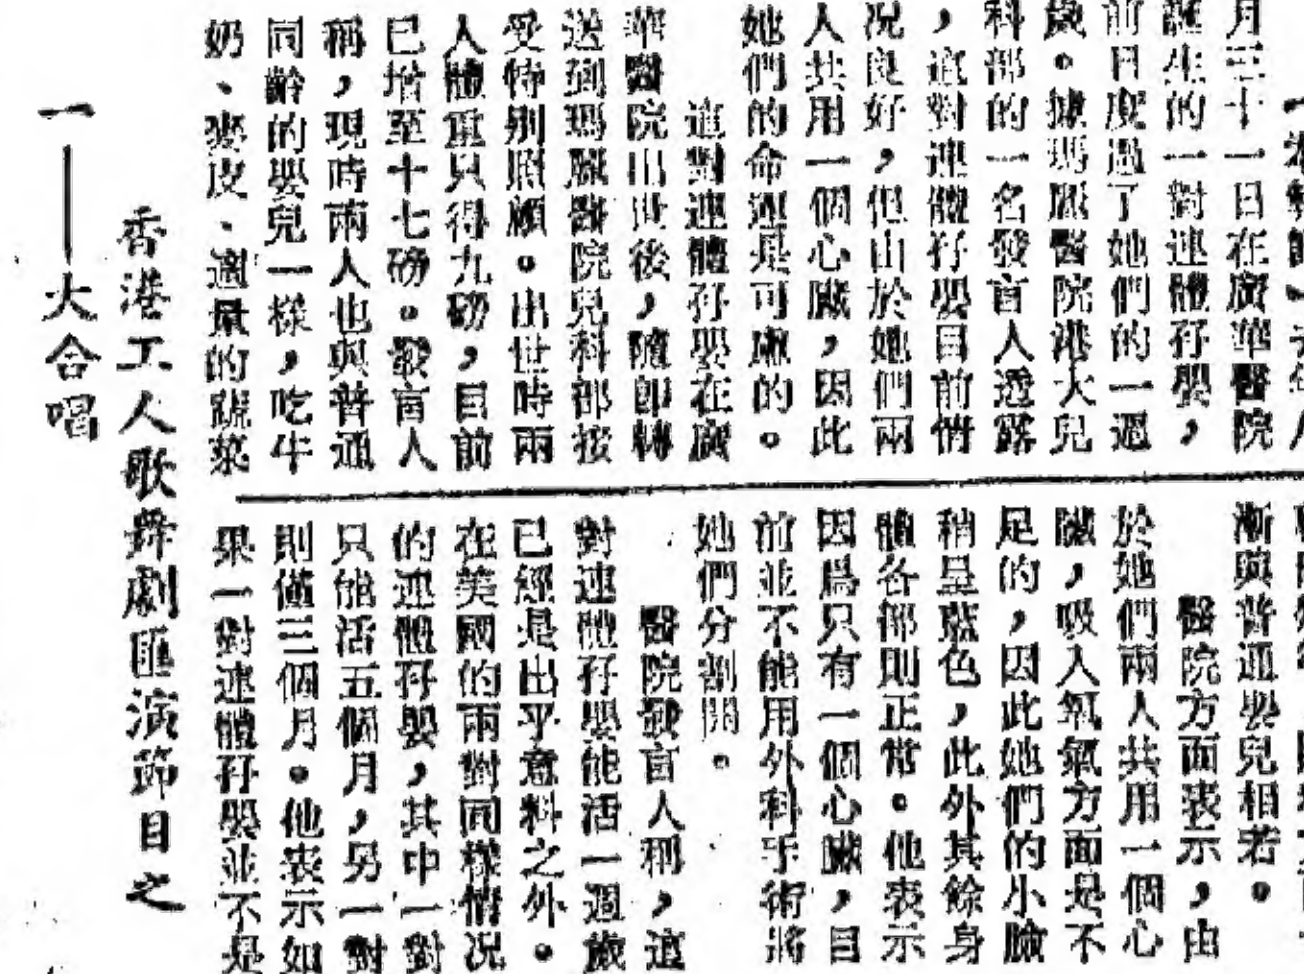 月三十一日在廣華醫院
誕生的一對連體孖嬰，
前日度過了她們的一週
歲。據瑪麗醫院港大兒
科部的一名發言人透露
，這對連體孖嬰目前情
况良好，但由於她們兩
人共用一個心臟，因此
她們的命運是可慮的。
這對連體孖嬰在廣
華醫院出世後，隨卽轉
送到瑪麗醫院兒科部接
受特别照顧。出世時兩
人體重只得九磅，目前
已增至十七磅。發言人
稱，現時兩人也與普通
同齡的嬰兒一樣，吃牛
奶、麥皮、適量的蔬菜
漸與普通嬰兒相若。
醫院方面表示，由
於她們兩人共用一個心
臟，吸入氧氣方面是不
足的，因此她們的小臉
稍呈藍色，此外其餘身
體各部則正常。他表示
因爲只有一個心臟，目
前並不能用外科手術將
她們分割開。
醫院發言人稱，這
對連體孖嬰能活一週歲
已經是出乎意料之外。
在美國的兩對同樣情况
的連體孖嬰，其中一對
只能活五個月，另一對
則僅三個月。他表示如
果一對連體孖嬰並不是
香港工人歌舞劇匯演節目之
一——大合唱